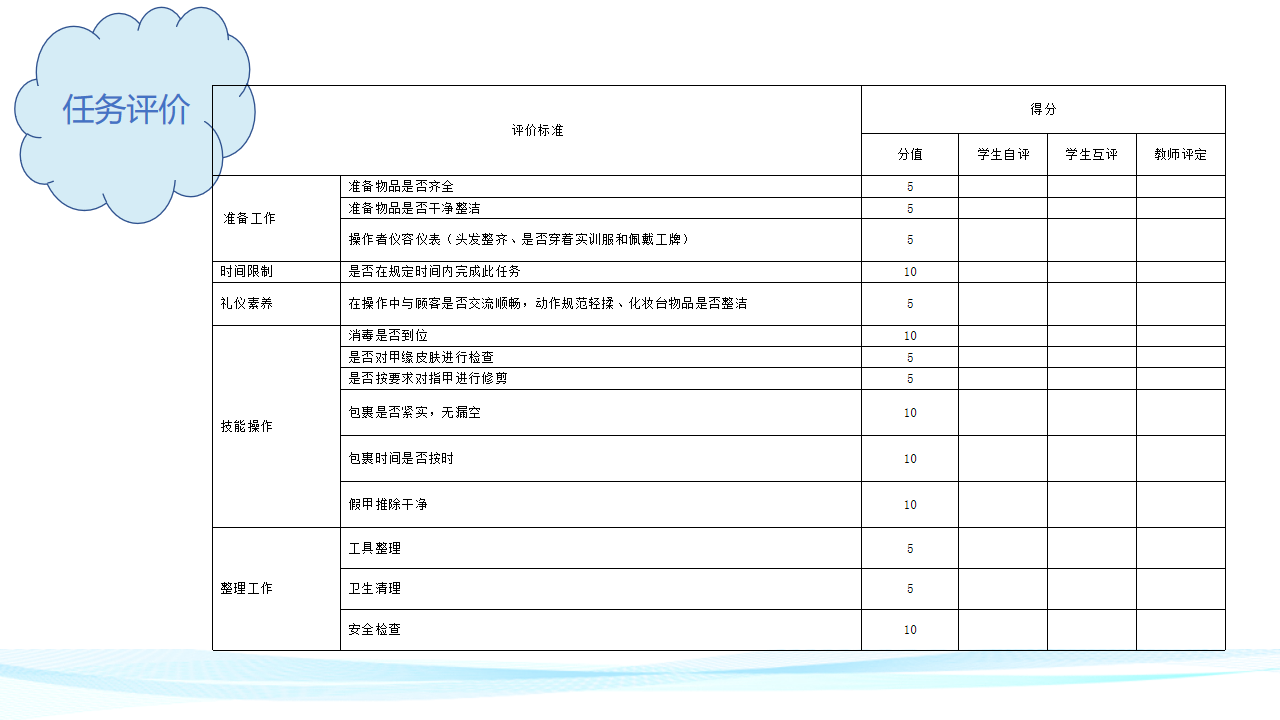 任务评价
评价标准
得分
分值
学生自评
学生互评
教师评定
准备工作
准备物品是否齐全
5
准备物品是否干净整洁
5
操作者仪容仪表（头发整齐、是否穿着实训服和佩戴工牌）
5
时间限制
是否在规定时间内完成此任务
10
礼仪素养
在操作中与顾客是否交流顺畅，动作规范轻揉、化妆台物品是否整洁
5
技能操作
消毒是否到位
10
是否对甲缘皮肤进行检查
5
是否按要求对指甲进行修剪
5
包裹是否紧实，无漏空
10
包裹时间是否按时
10
假甲推除干净
10
整理工作
工具整理
5
卫生清理
5
安全检查
10